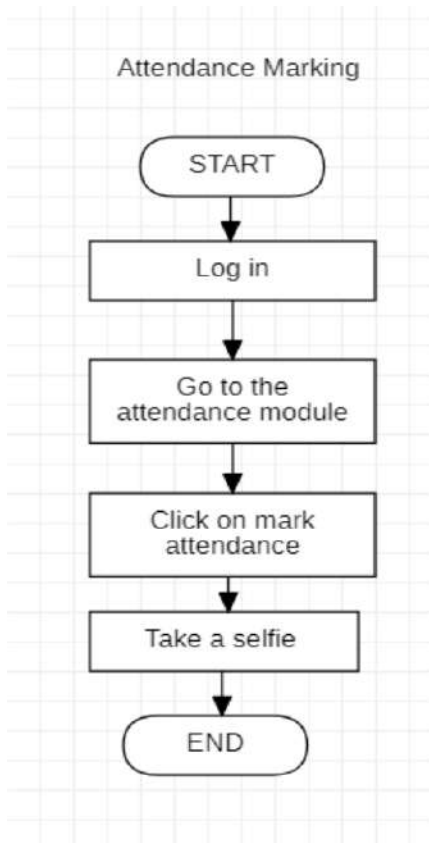 Attendance Marking
START
Log in
Go to the
attendance module
Click on mark
attendance
Take a selfie
END